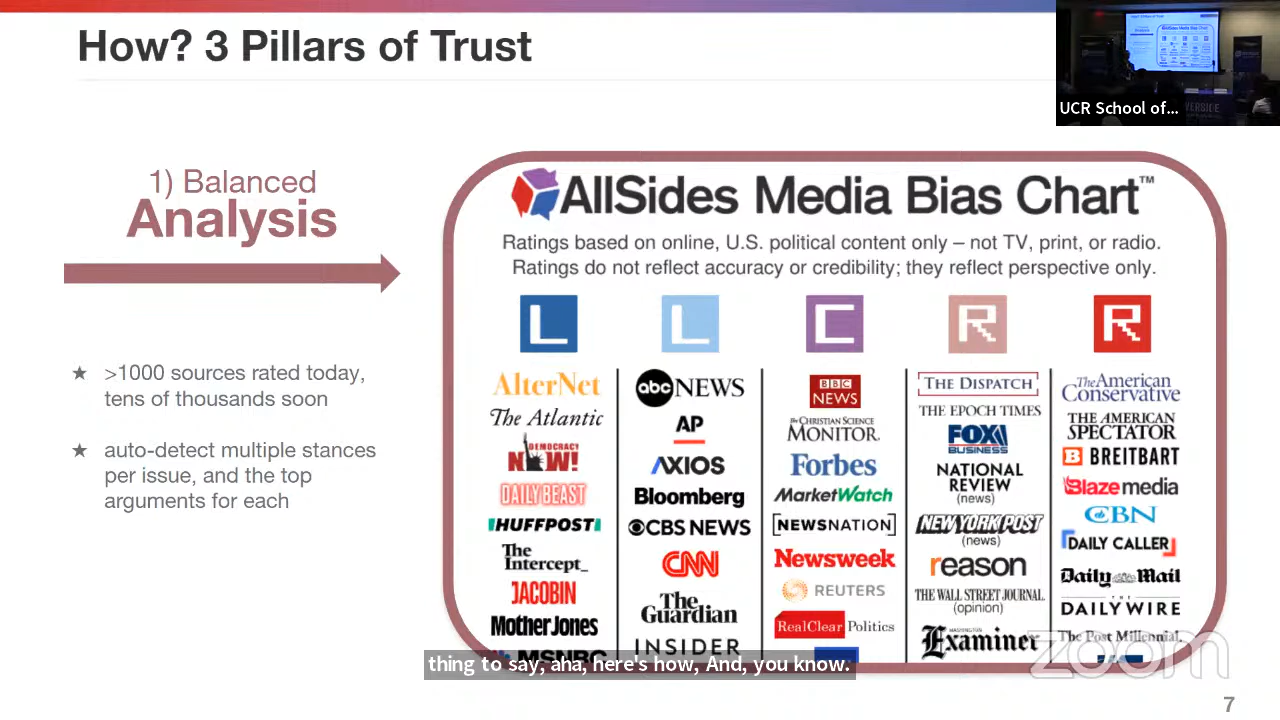 How? 3 Pillars of Trust
UCR School of...
1) Balanced
Analysis
★ >1000 sources rated today,
tens of thousands soon
★ auto-detect multiple stances
per issue, and the top
arguments for each
AllSides Media Bias Chart™
Ratings based on online, U.S. political content only – not TV, print, or radio.
Ratings do not reflect accuracy or credibility; they reflect perspective only.
L
AlterNet
The Atlantic
DEMOCRACY
NOW!
DAILY BEAST
HUFFPOST
The
Intercept_
JACOBIN
Mother Jones
MSNBC
L
abc NEWS
AP
AXIOS
Bloomberg
CBS NEWS
CNN
The
Guardian
INSIDER
C
BBC
NEWS
The CHRISTIAN SCIENCE
MONITOR
Forbes
MarketWatch
[NEWSNATION]
Newsweek
REUTERS
RealClear Politics
R
THE DISPATCH
THE EPOCH TIMES
FOX
BUSINESS
NATIONAL
REVIEW
(news)
NEW YORK POST
(news)
reason
THE WALL STREET JOURNAL.
(opinion)
WASHINGTON
Examiner
R
The American
Conservative
THE AMERICAN
SPECTATOR
B BREITBART
Blaze media
CBN
DAILY CALLER
Daily Mail
THE
DAILY WIRE
The Post Millennial.
thing to say, aha, here's how, And, you know.
zoom
7